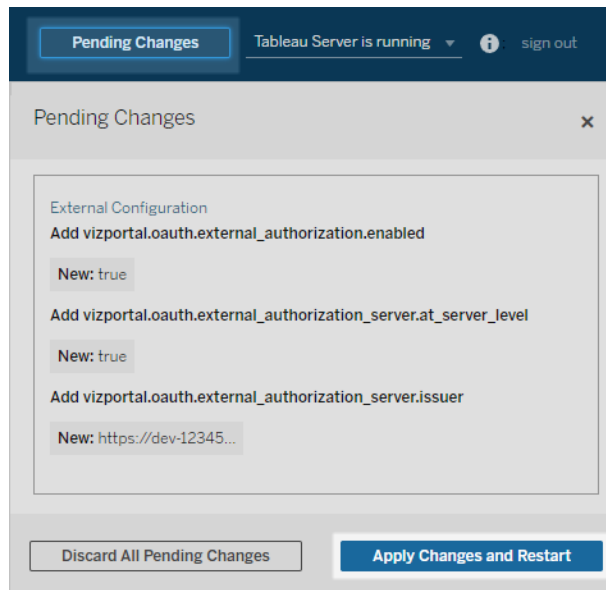 Pending Changes
Tableau Server is running
sign out
Pending Changes
External Configuration
Add vizportal.oauth.external_authorization.enabled
New: true
Add vizportal.oauth.external_authorization_server.at_server_level
New: true
Add vizportal.oauth.external_authorization_server.issuer
New: https://dev-12345...
Discard All Pending Changes
Apply Changes and Restart